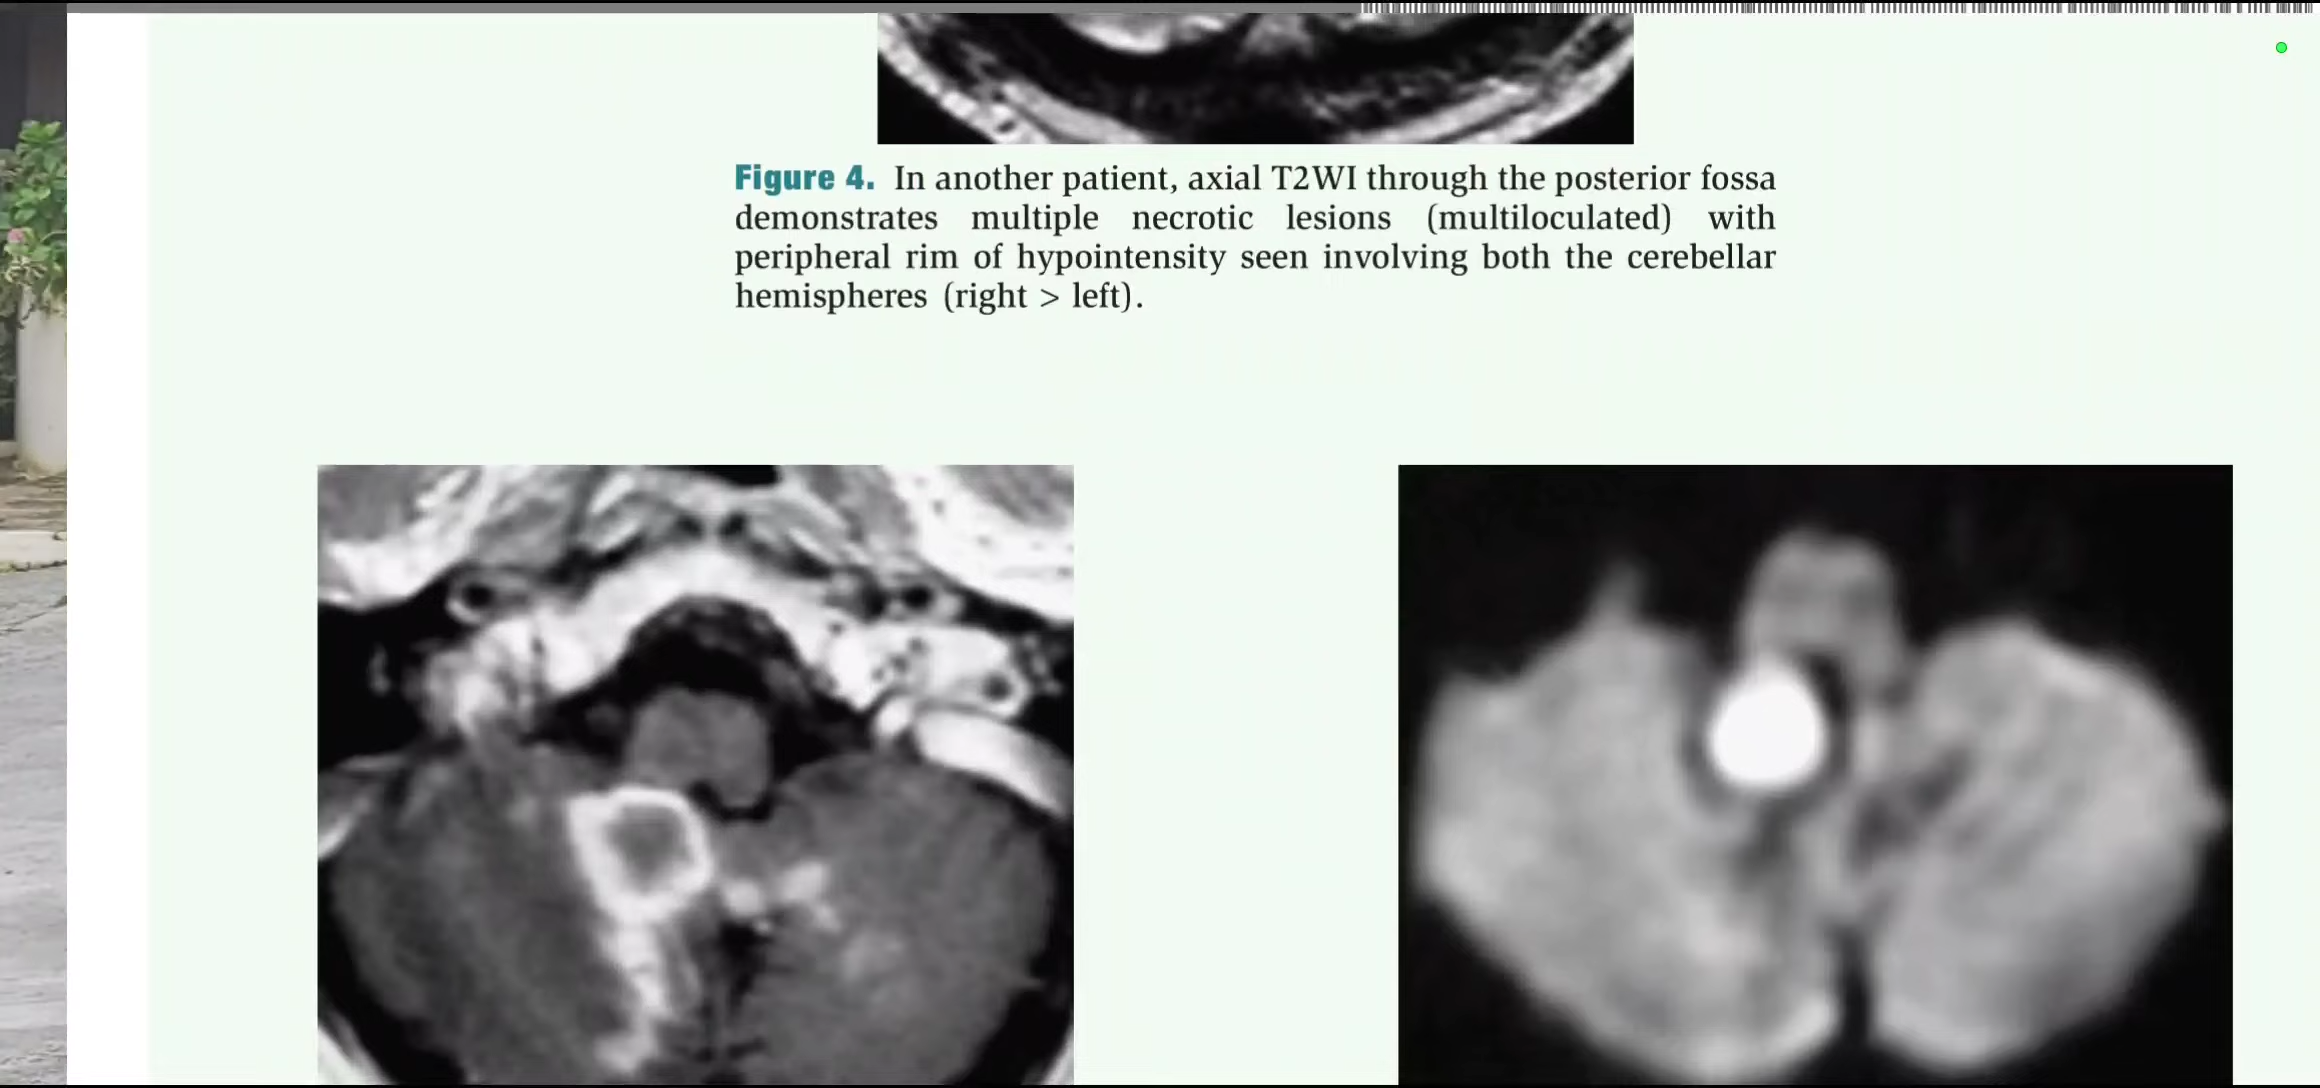 Figure 4. In another patient, axial T2WI through the posterior fossa
demonstrates multiple necrotic lesions (multiloculated) with
peripheral rim of hypointensity seen involving both the cerebellar
hemispheres (right > left).